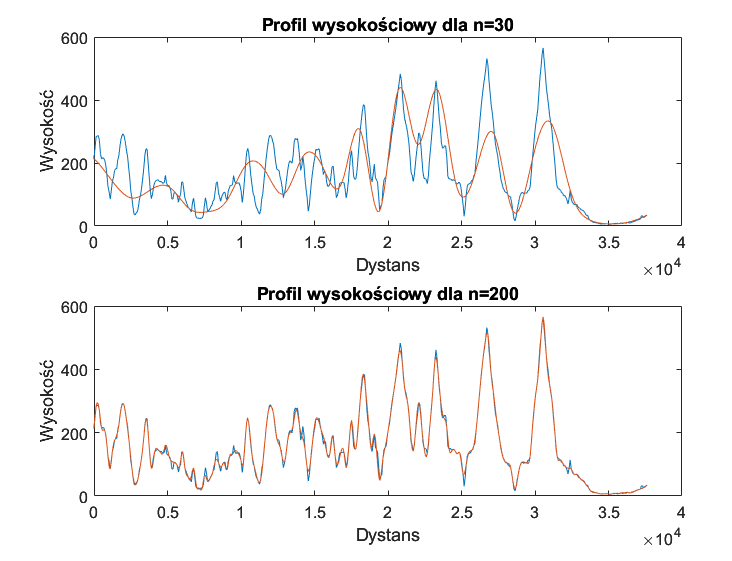 Profil wysokościowy dla n=30
600
400
200
0
Wysokość
0 0.5 1 1.5 2 2.5 3 3.5 4
Dystans
×10^4
Profil wysokościowy dla n=200
600
400
200
0
Wysokość
0 0.5 1 1.5 2 2.5 3 3.5 4
Dystans
×10^4